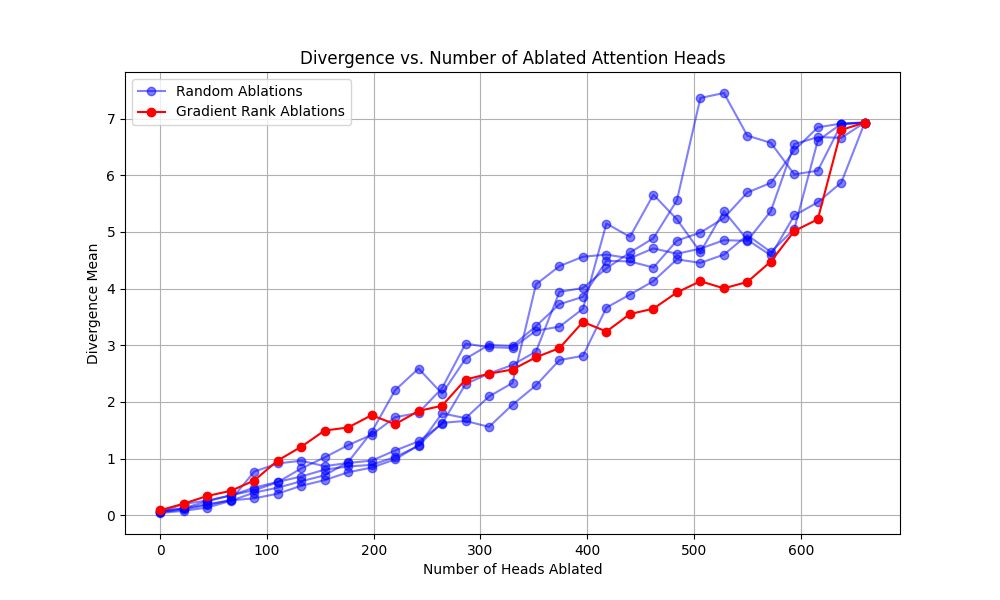 Divergence vs. Number of Ablated Attention Heads
Random Ablations
Gradient Rank Ablations
Divergence Mean
7
6
5
4
3
2
1
0
0 100 200 300 400 500 600
Number of Heads Ablated